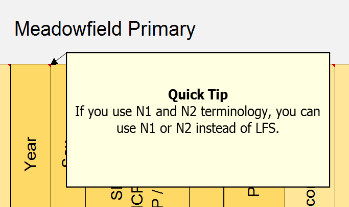 Meadowfield Primary
Quick Tip
If you use N1 and N2 terminology, you can
use N1 or N2 instead of LFS.
Year